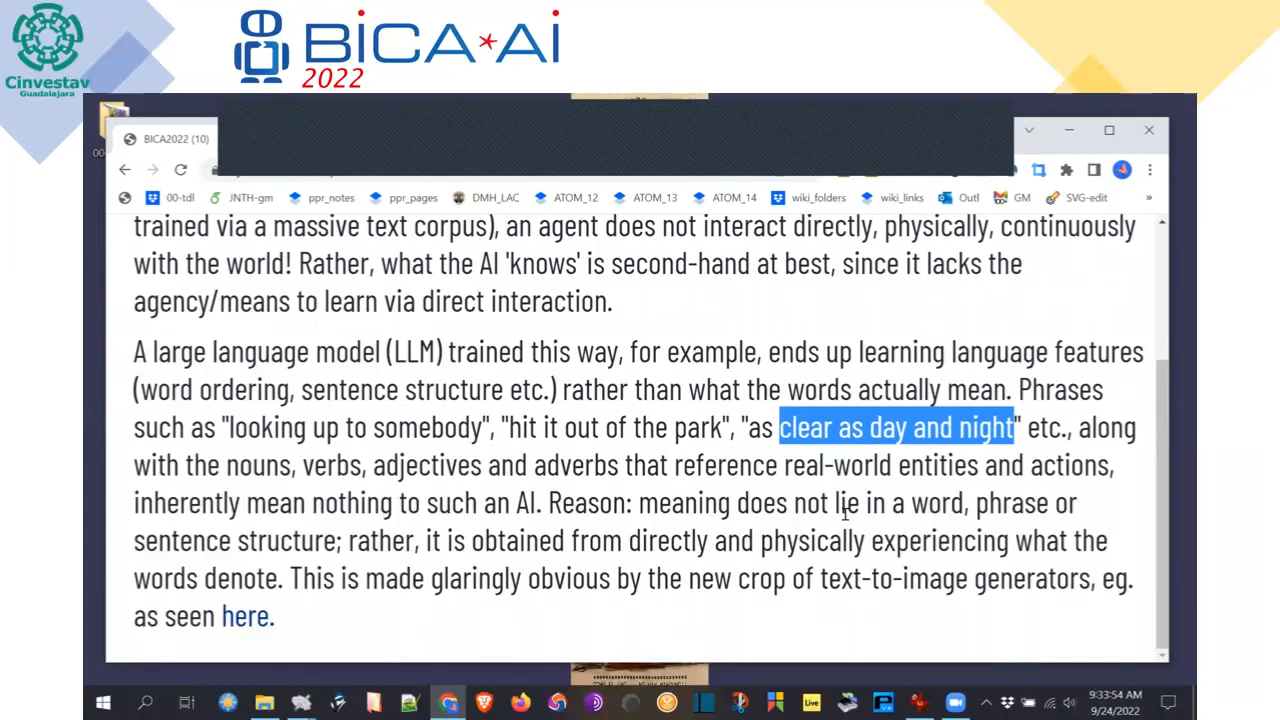 Cinvestav
Guadalajara
BiCA*Ai
2022
BICA2022 (10)
00-tdl
JNTH-gm
ppr_notes
ppr_pages
DMH_LAC
ATOM_12
ATOM_13
ATOM_14
wiki_folders
wiki_links
Outl
GM
SVG-edit
»
trained via a massive text corpus), an agent does not interact directly, physically, continuously
with the world! Rather, what the AI 'knows' is second-hand at best, since it lacks the
agency/means to learn via direct interaction.
A large language model (LLM) trained this way, for example, ends up learning language features
(word ordering, sentence structure etc.) rather than what the words actually mean. Phrases
such as "looking up to somebody", "hit it out of the park", "as clear as day and night" etc., along
with the nouns, verbs, adjectives and adverbs that reference real-world entities and actions,
inherently mean nothing to such an AI. Reason: meaning does not lie in a word, phrase or
sentence structure; rather, it is obtained from directly and physically experiencing what the
words denote. This is made glaringly obvious by the new crop of text-to-image generators, eg.
as seen here.
Live
9:33:54 AM
9/24/2022